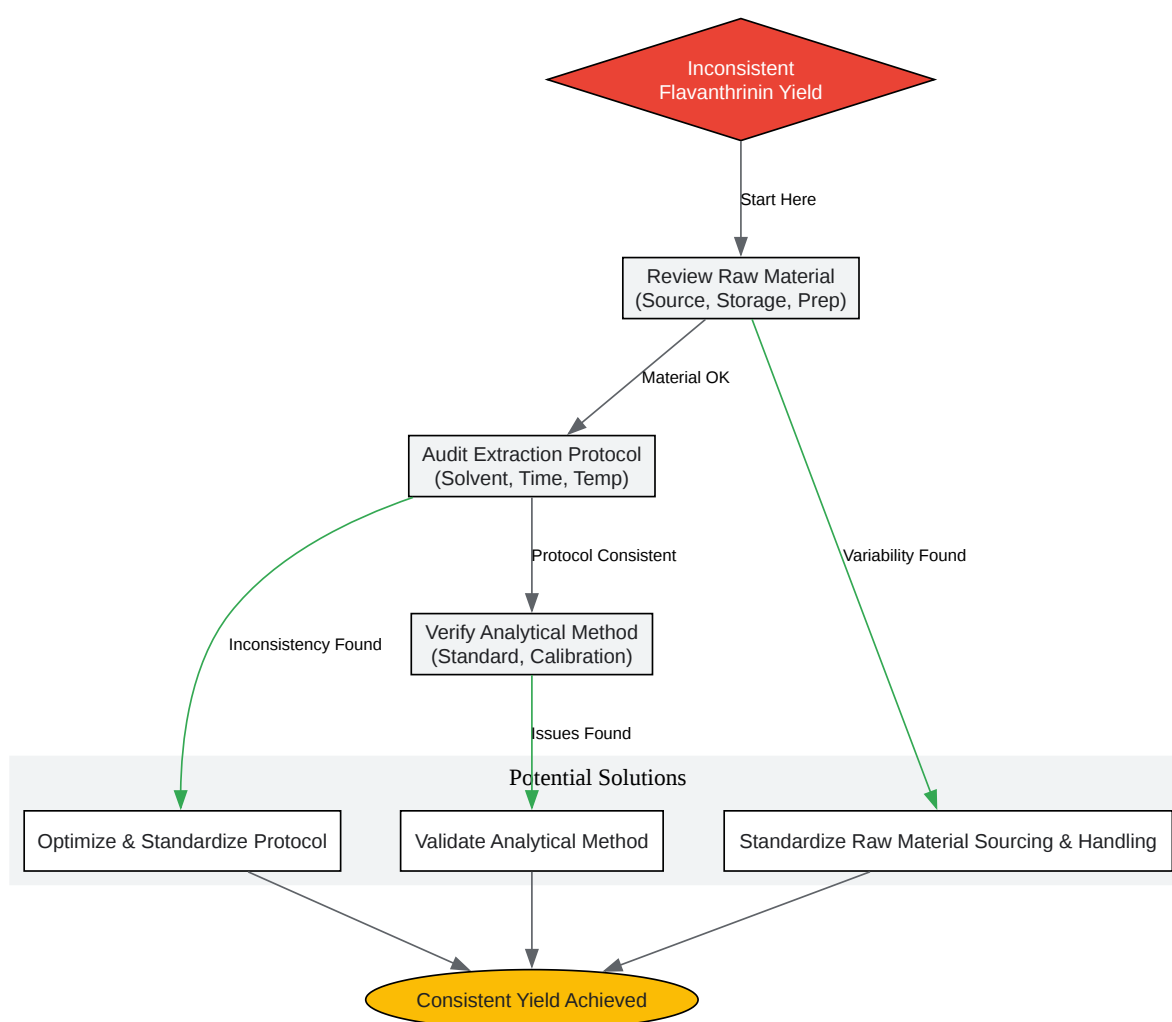 Inconsistent
Flavanthrinin Yield
Start Here
Review Raw Material
(Source, Storage, Prep)
Material OK
Audit Extraction Protocol
(Solvent, Time, Temp)
Protocol Consistent
Variability Found
Verify Analytical Method
(Standard, Calibration)
Inconsistency Found
Issues Found
Potential Solutions
Optimize & Standardize Protocol
Validate Analytical Method
Standardize Raw Material Sourcing & Handling
Consistent Yield Achieved